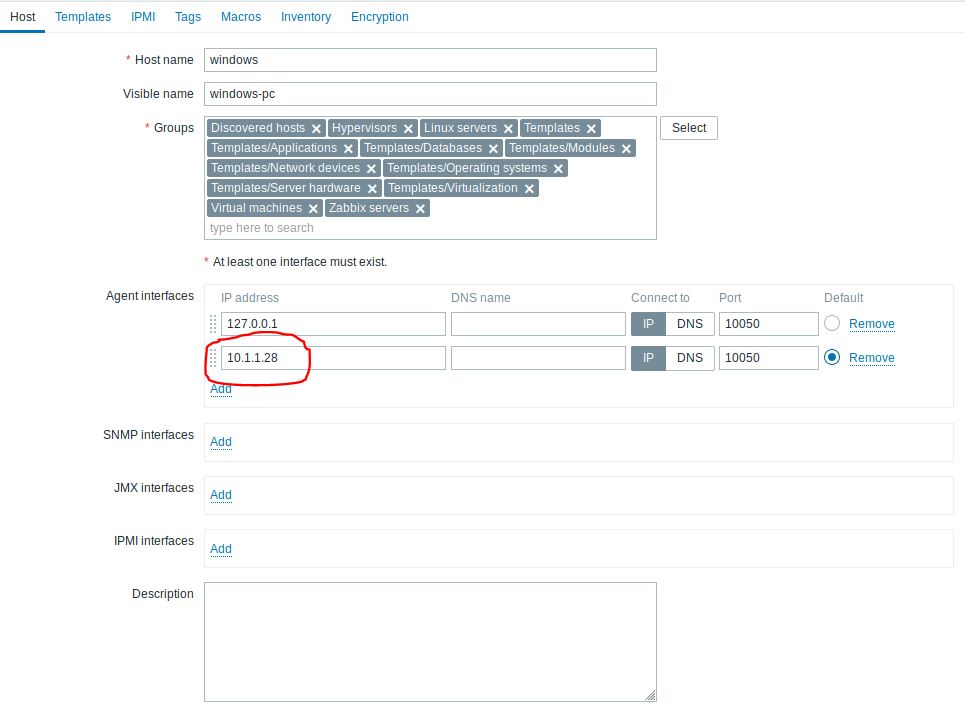 Host Templates IPMI Tags Macros Inventory Encryption
* Host name windows
Visible name windows-pc
* Groups Discovered hosts Hypervisors Linux servers Templates Select
Templates/Applications Templates/Databases Templates/Modules
Templates/Network devices Templates/Operating systems
Templates/Server hardware Templates/Virtualization
Virtual machines Zabbix servers
type here to search
* At least one interface must exist.
Agent interfaces IP address DNS name Connect to Port Default
127.0.0.1 IP DNS 10050 Remove
10.1.1.28 IP DNS 10050 Remove
Add
SNMP interfaces Add
JMX interfaces Add
IPMI interfaces Add
Description